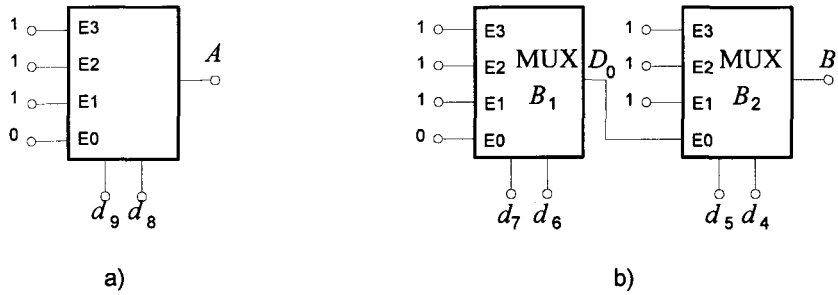 A
1 E3
1 E2
1 E1
0 E0
d9 d8
a)
1 E3
1 E2
1 E1
0 E0
MUX
B1
D0
d7 d6
1 E3
1 E2
1 E1
E0
MUX
B2
B
d5 d4
b)